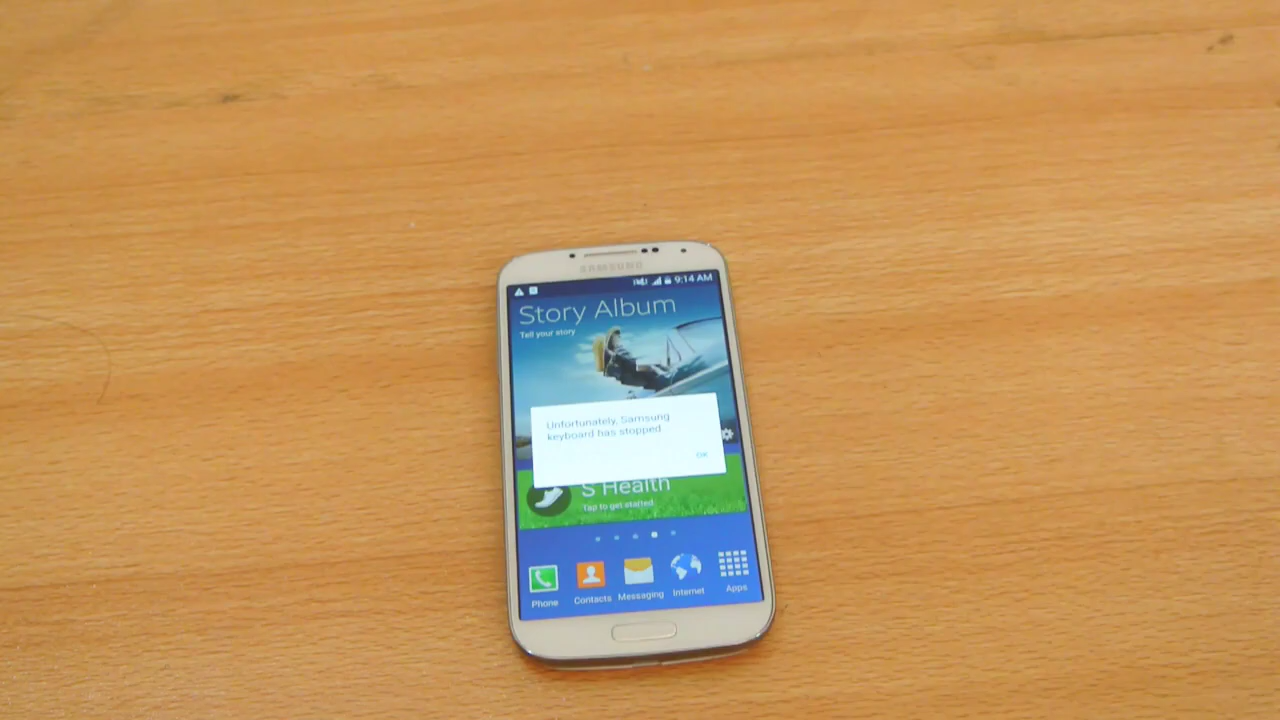 SAMSUNG
9:14 AM
Story Album
Tell your story
Unfortunately, Samsung
keyboard has stopped.
OK
S Health
Tap to get started.
Phone
Contacts
Messaging
Internet
Apps